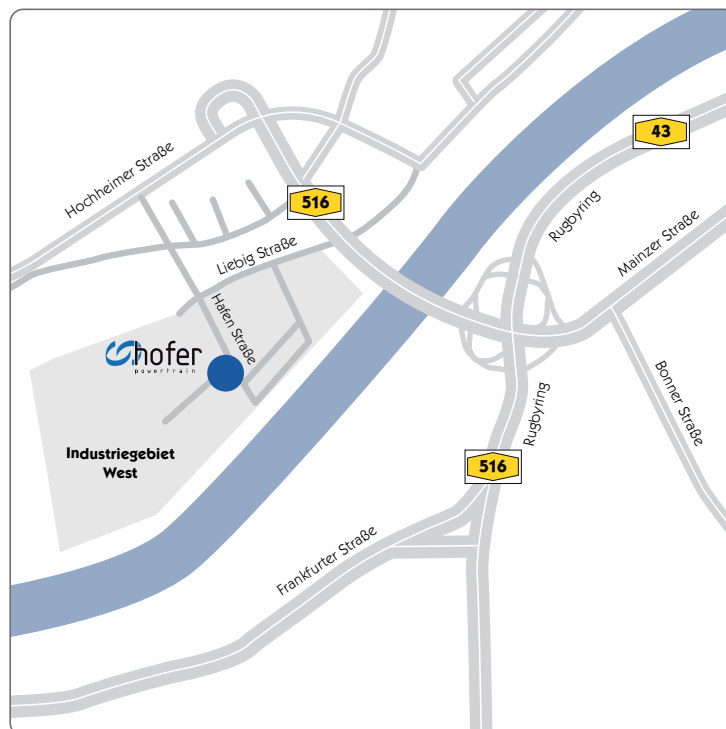 43
Hochheimer Straße
516
Rugbyring
Mainzer Straße
Liebig Straße
Hafen Straße
hofer
powertrain
Bonner Straße
Rugbyring
Industriegebiet
West
516
Frankfurter Straße